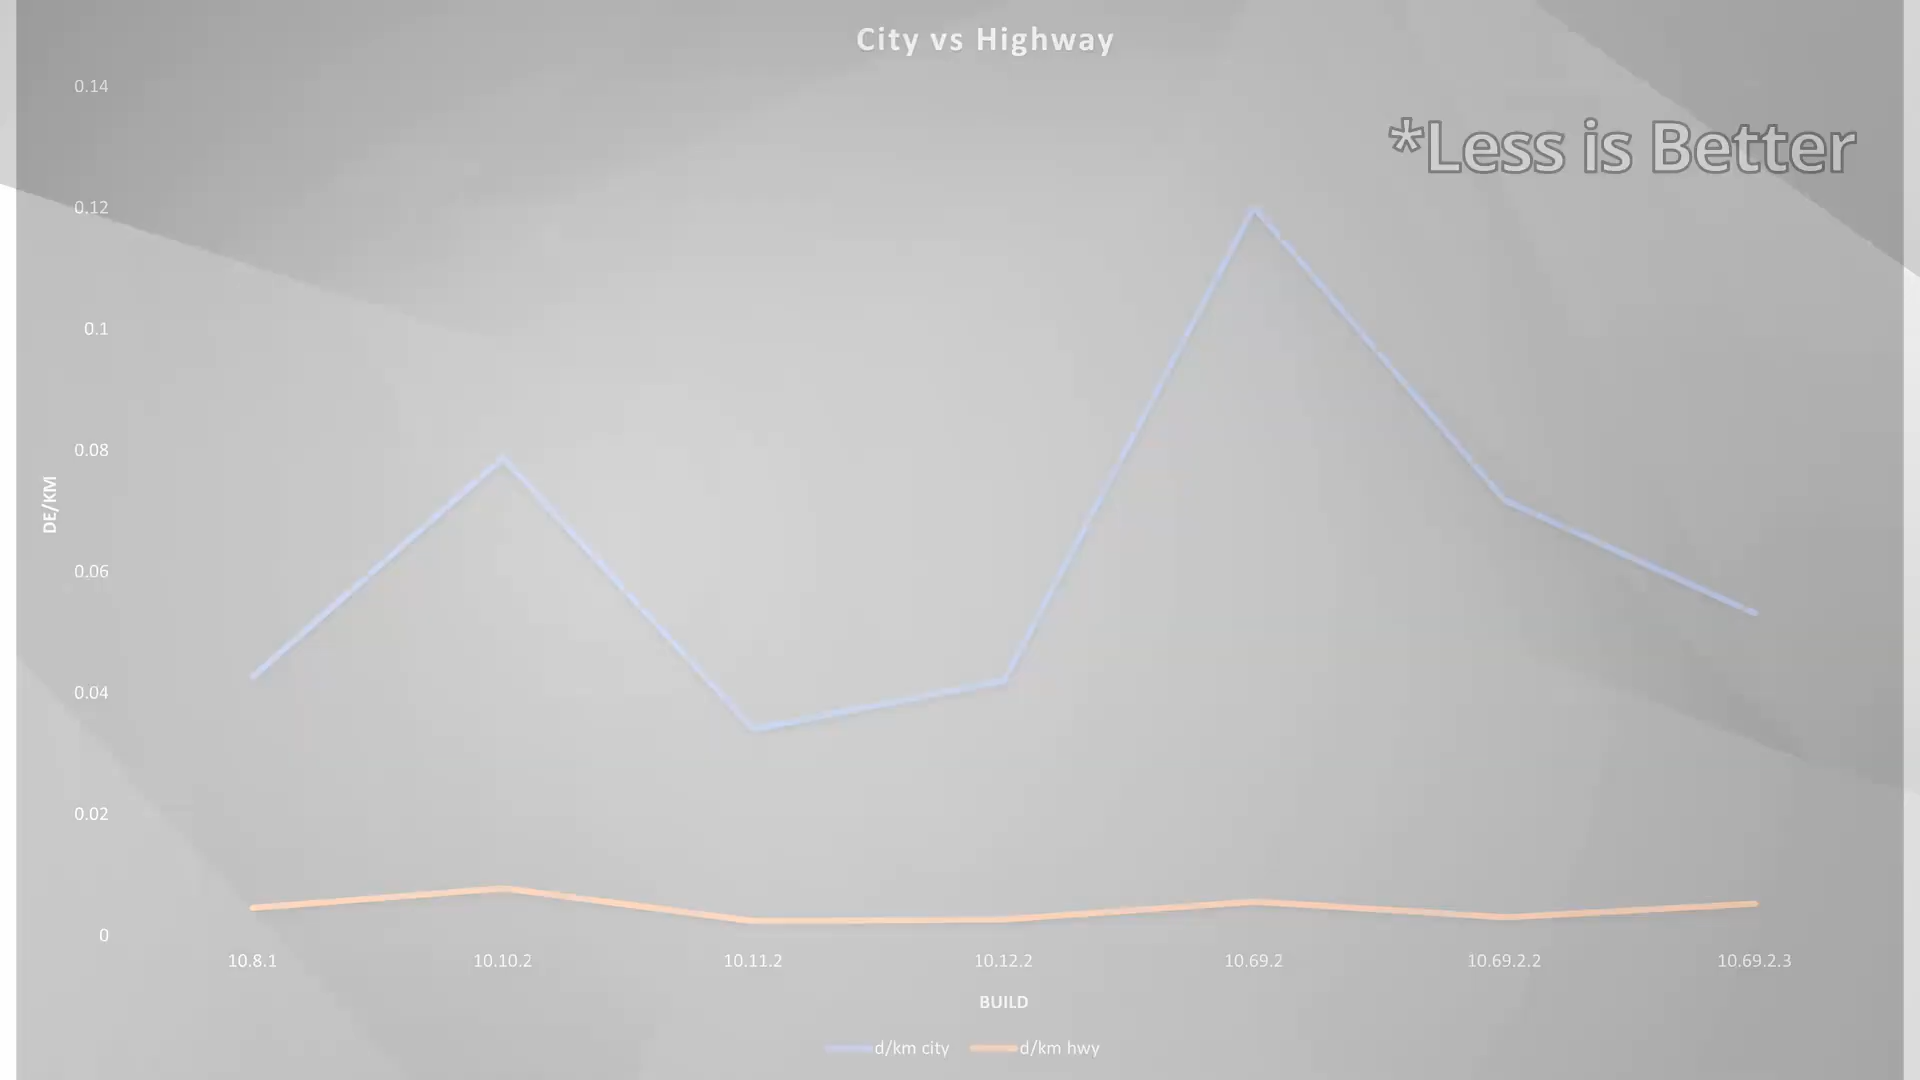 City vs Highway
*Less is Better
0.14
0.12
0.1
0.08
0.06
0.04
0.02
0
DE/KM
10.8.1
10.10.2
10.11.2
10.12.2
10.69.2
10.69.2.2
10.69.2.3
BUILD
d/km city
d/km hwy